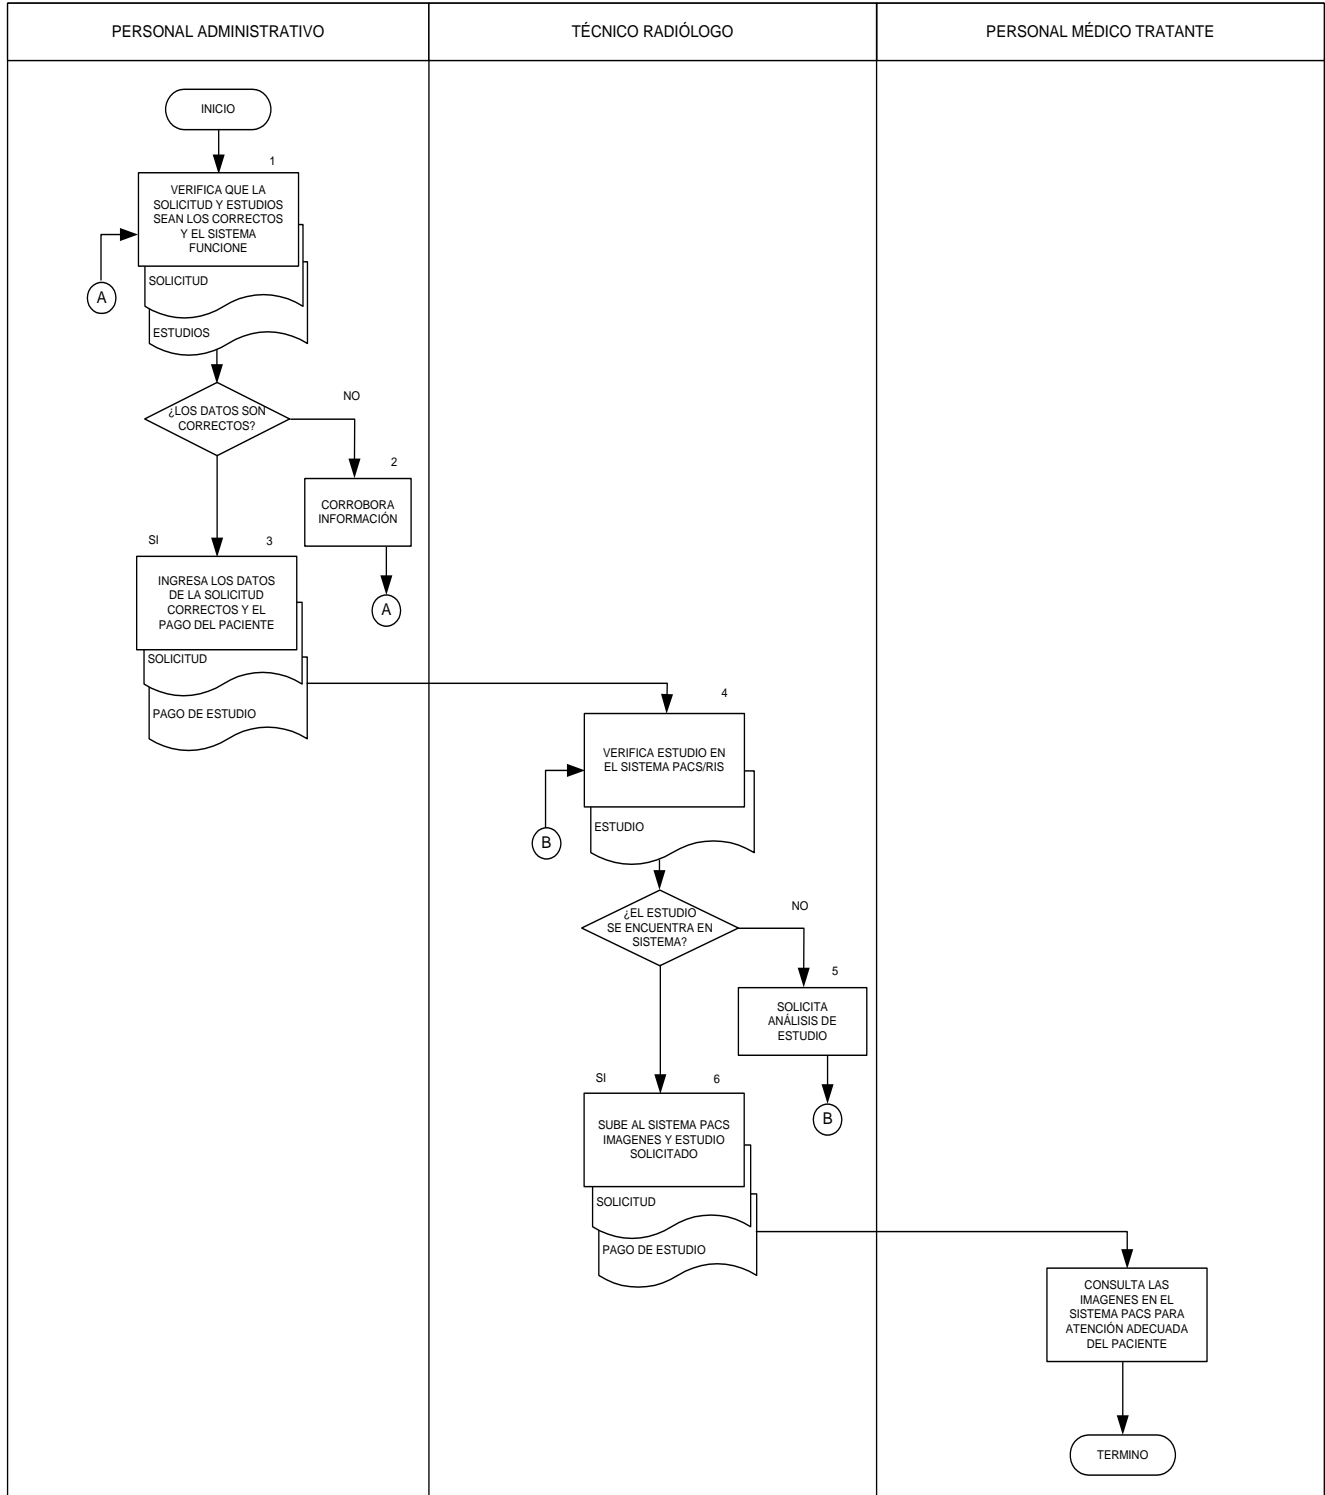 PERSONAL ADMINISTRATIVO
TÉCNICO RADIÓLOGO
PERSONAL MÉDICO TRATANTE
INICIO
1
VERIFICA QUE LA
SOLICITUD Y ESTUDIOS
SEAN LOS CORRECTOS
Y EL SISTEMA
FUNCIONE
SOLICITUD
ESTUDIOS
A
¿LOS DATOS SON
CORRECTOS?
NO
2
CORROBORA
INFORMACIÓN
A
SI
3
INGRESA LOS DATOS
DE LA SOLICITUD
CORRECTOS Y EL
PAGO DEL PACIENTE
SOLICITUD
PAGO DE ESTUDIO
4
VERIFICA ESTUDIO EN
EL SISTEMA PACS/RIS
ESTUDIO
B
¿EL ESTUDIO
SE ENCUENTRA EN
SISTEMA?
NO
5
SOLICITA
ANÁLISIS DE
ESTUDIO
B
SI
6
SUBE AL SISTEMA PACS
IMAGENES Y ESTUDIO
SOLICITADO
SOLICITUD
PAGO DE ESTUDIO
CONSULTA LAS
IMAGENES EN EL
SISTEMA PACS PARA
ATENCIÓN ADECUADA
DEL PACIENTE
TERMINO